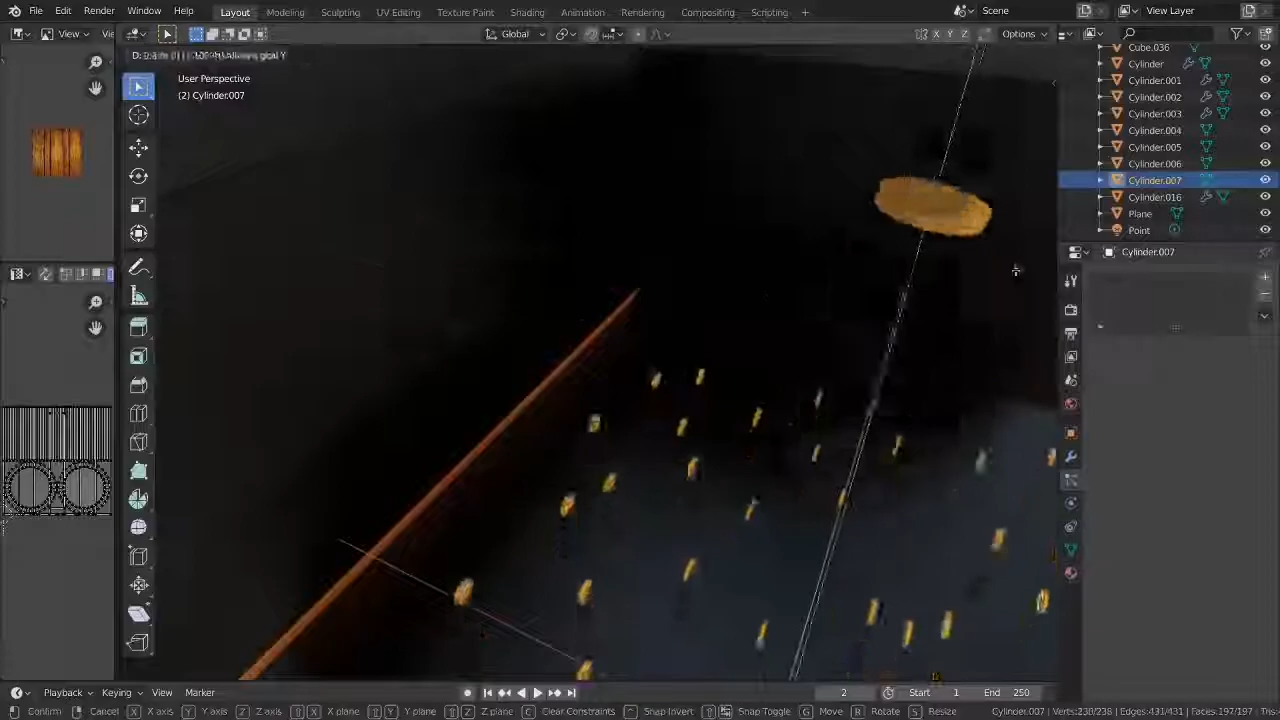 File Edit Render Window Help Layout Modeling Sculpting UV Editing Texture Paint Shading Animation Rendering Compositing Scripting + Scene View Layer
View Vi Global X Y Z Options
User Perspective
(2) Cylinder.007
Cube.036
Cylinder
Cylinder.001
Cylinder.002
Cylinder.003
Cylinder.004
Cylinder.005
Cylinder.006
Cylinder.007
Cylinder.016
Plane
Point
Cylinder.007
Playback Keying View Marker 2 Start 1 End 250
Confirm Cancel X X axis Y Y axis Z Z axis X X plane Y Y plane Z Z plane C Clear Constraints Snap Invert Snap Toggle G Move R Rotate S Resize Cylinder.007 | Verts:238/238 | Edges:431/431 | Faces:197/197 | Tris: